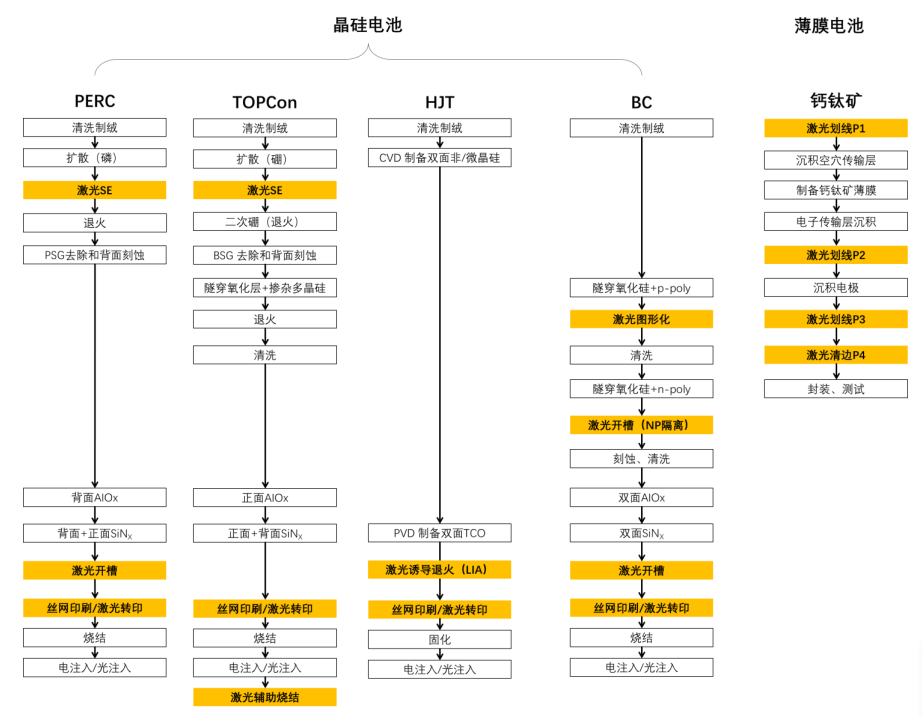 晶硅电池
薄膜电池
PERC
清洗制绒
扩散（磷）
激光SE
退火
PSG去除和背面刻蚀
背面AlOx
背面+正面SiNx
激光开槽
丝网印刷/激光转印
烧结
电注入/光注入
TOPCon
清洗制绒
扩散（硼）
激光SE
二次硼（退火）
BSG 去除和背面刻蚀
隧穿氧化层+掺杂多晶硅
退火
清洗
正面AlOx
正面+背面SiNx
丝网印刷/激光转印
烧结
电注入/光注入
激光辅助烧结
HJT
清洗制绒
CVD 制备双面非/微晶硅
PVD 制备双面TCO
激光诱导退火（LIA）
丝网印刷/激光转印
固化
电注入/光注入
BC
清洗制绒
隧穿氧化硅+p-poly
激光图形化
清洗
隧穿氧化硅+n-poly
激光开槽（NP隔离）
刻蚀、清洗
双面AlOx
双面SiNx
激光开槽
丝网印刷/激光转印
烧结
电注入/光注入
钙钛矿
激光划线P1
沉积空穴传输层
制备钙钛矿薄膜
电子传输层沉积
激光划线P2
沉积电极
激光划线P3
激光清边P4
封装、测试